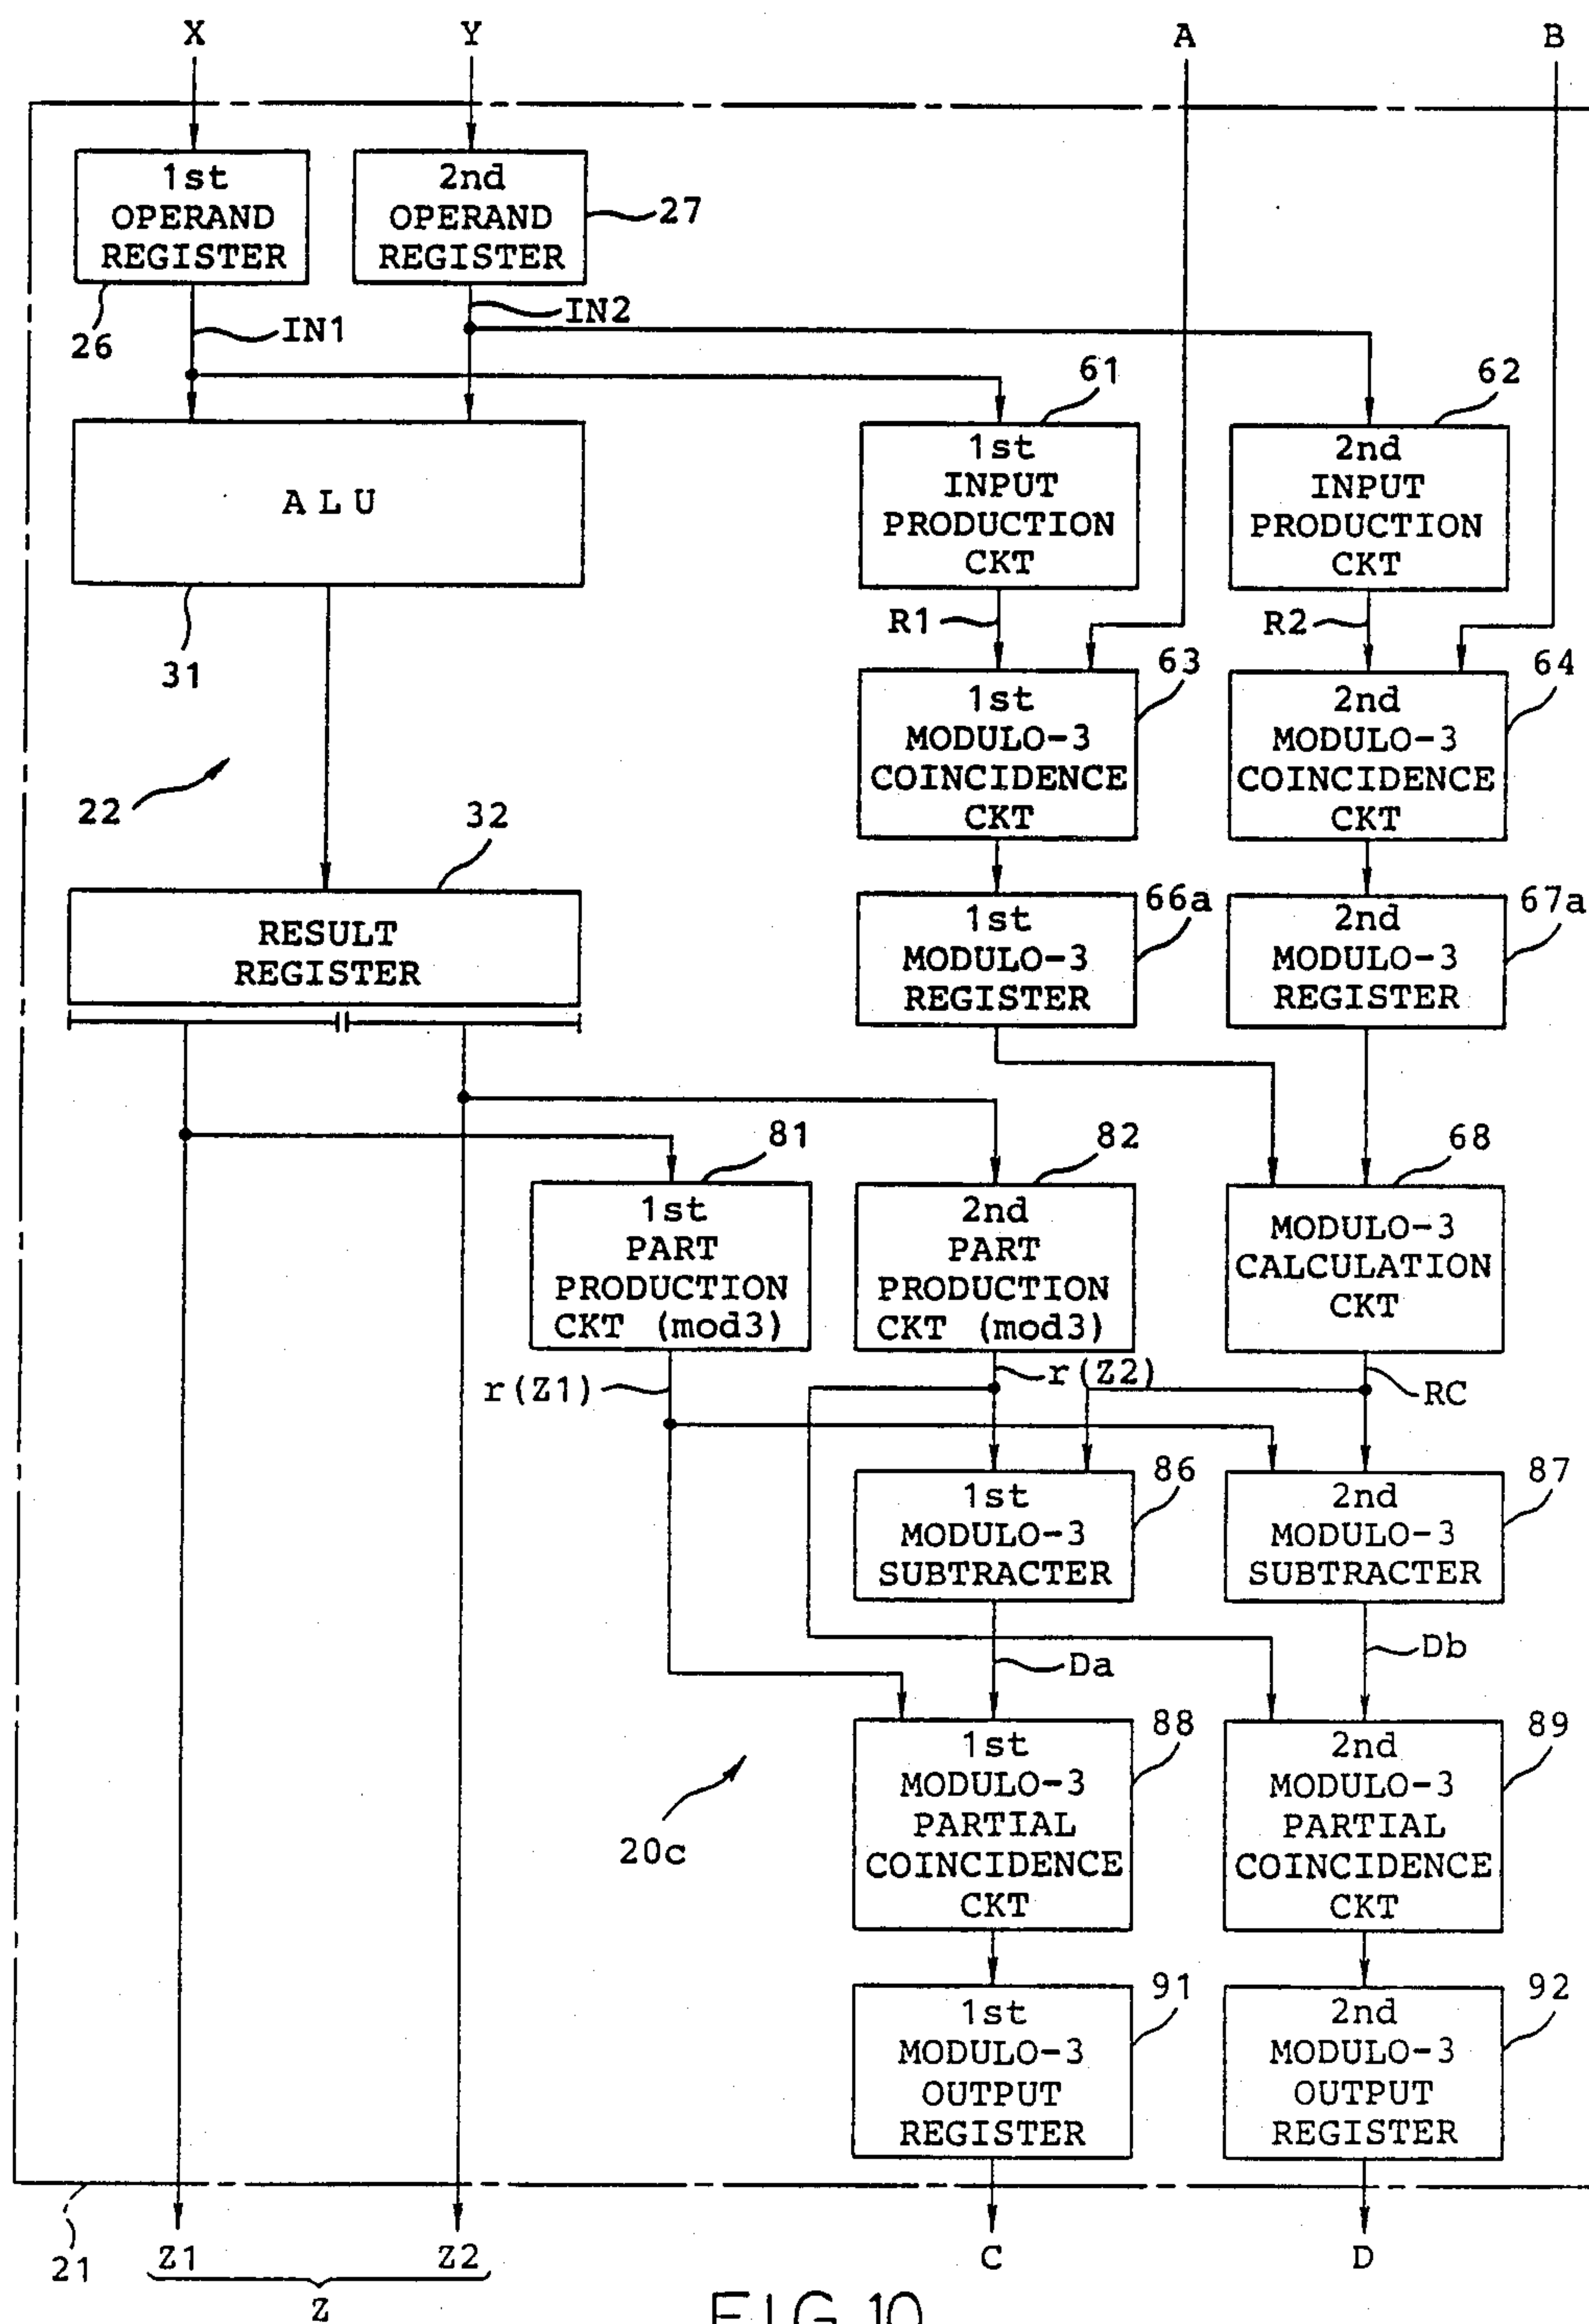 X Y A B
1st
OPERAND
REGISTER
2nd
OPERAND
REGISTER
27
26
IN1
IN2
61
62
ALU
31
1st
INPUT
PRODUCTION
CKT
2nd
INPUT
PRODUCTION
CKT
R1
R2
63
64
1st
MODULO-3
COINCIDENCE
CKT
2nd
MODULO-3
COINCIDENCE
CKT
22
32
RESULT
REGISTER
66a
67a
1st
MODULO-3
REGISTER
2nd
MODULO-3
REGISTER
81
82
68
1st
PART
PRODUCTION
CKT (mod3)
2nd
PART
PRODUCTION
CKT (mod3)
MODULO-3
CALCULATION
CKT
r(Z1)
r(Z2)
RC
86
87
1st
MODULO-3
SUBTRACTER
2nd
MODULO-3
SUBTRACTER
Da
Db
88
89
20c
1st
MODULO-3
PARTIAL
COINCIDENCE
CKT
2nd
MODULO-3
PARTIAL
COINCIDENCE
CKT
91
92
1st
MODULO-3
OUTPUT
REGISTER
2nd
MODULO-3
OUTPUT
REGISTER
21
Z1 Z2 C D
Z
FIG. 10